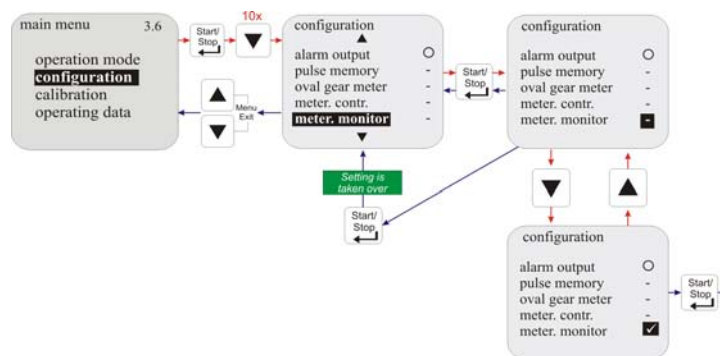 main menu 3.6
operation mode
configuration
calibration
operating data
Start/
Stop
10x
Menu
Exit
configuration
alarm output
pulse memory -
oval gear meter -
meter. contr. -
meter. monitor -
Setting is
taken over
Start/
Stop
Start/
Stop
configuration
alarm output
pulse memory -
oval gear meter -
meter. contr. -
meter. monitor -
configuration
alarm output
pulse memory -
oval gear meter -
meter. contr. -
meter. monitor ✓
Start/
Stop